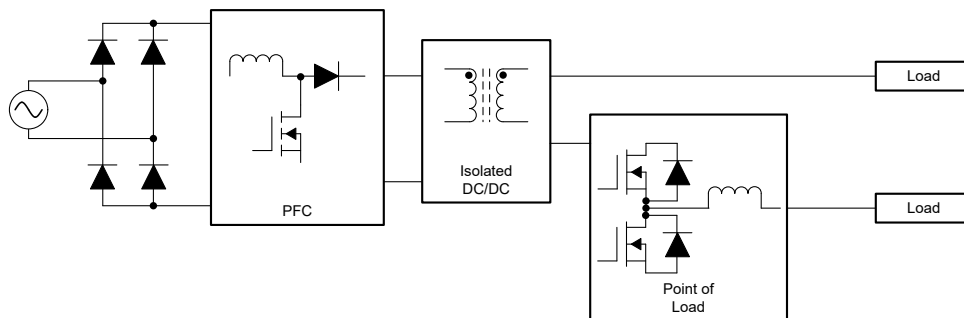 PFC
Isolated
DC/DC
Load
Point of
Load
Load